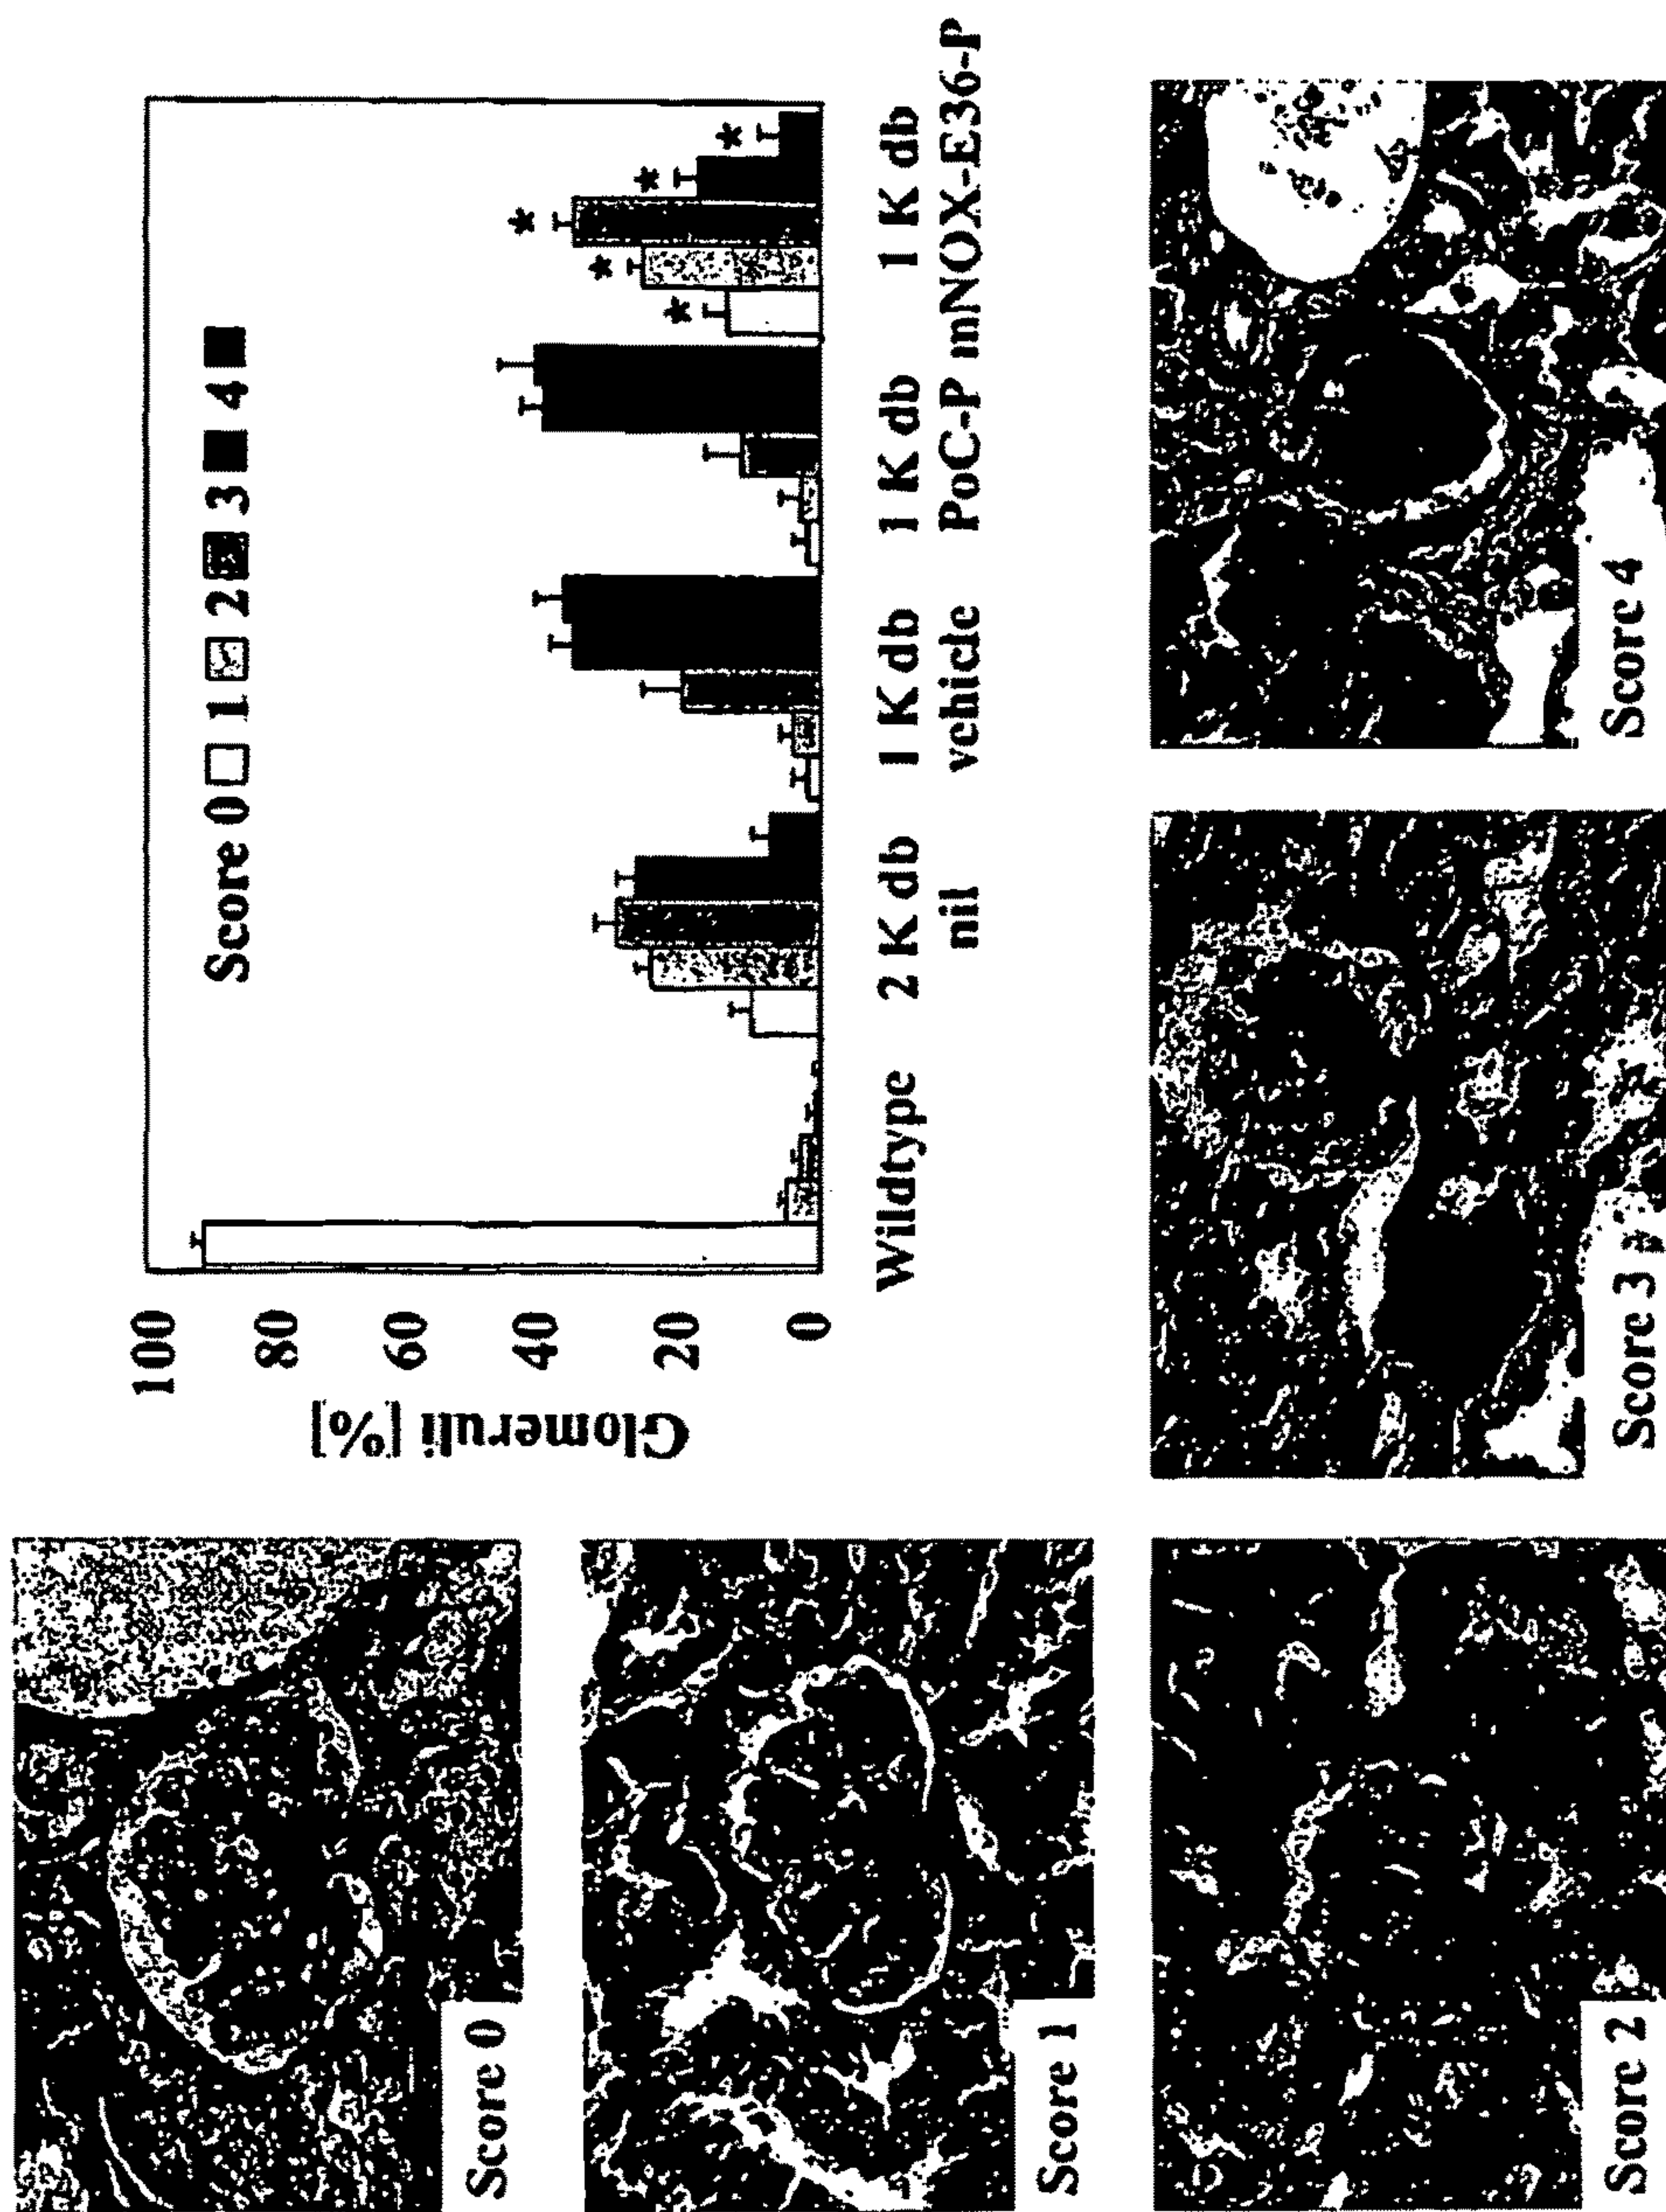 Score 0
Score 1
Score 2
Score 3
Score 4
Glomeruli [%]
100
80
60
40
20
0
Score 0 1 2 3 4
* * * * *
Wildtype 2 K db 1 K db 1 K db 1 K db
nil vehicle PoC-P mNOX-E36-P